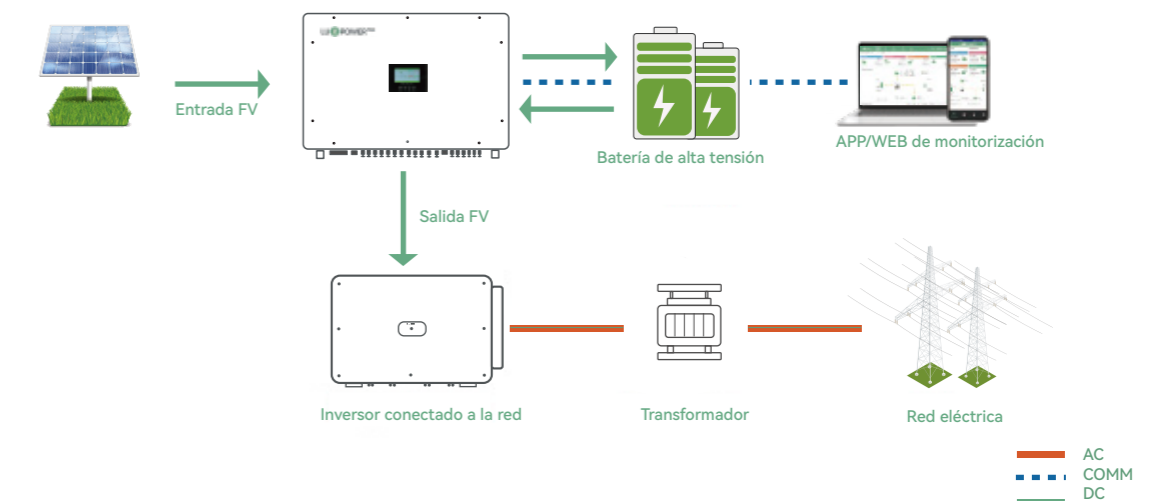 Entrada FV
Batería de alta tensión
APP/WEB de monitorización
Salida FV
Inversor conectado a la red
Transformador
Red eléctrica
AC
COMM
DC